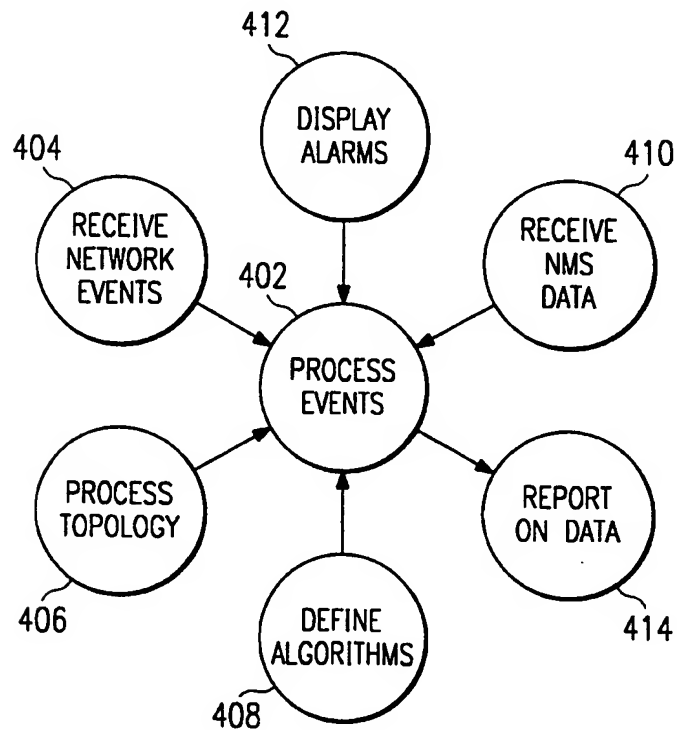 412
DISPLAY
ALARMS
404
RECEIVE
NETWORK
EVENTS
410
RECEIVE
NMS
DATA
402
PROCESS
EVENTS
PROCESS
TOPOLOGY
406
REPORT
ON DATA
414
DEFINE
ALGORITHMS
408